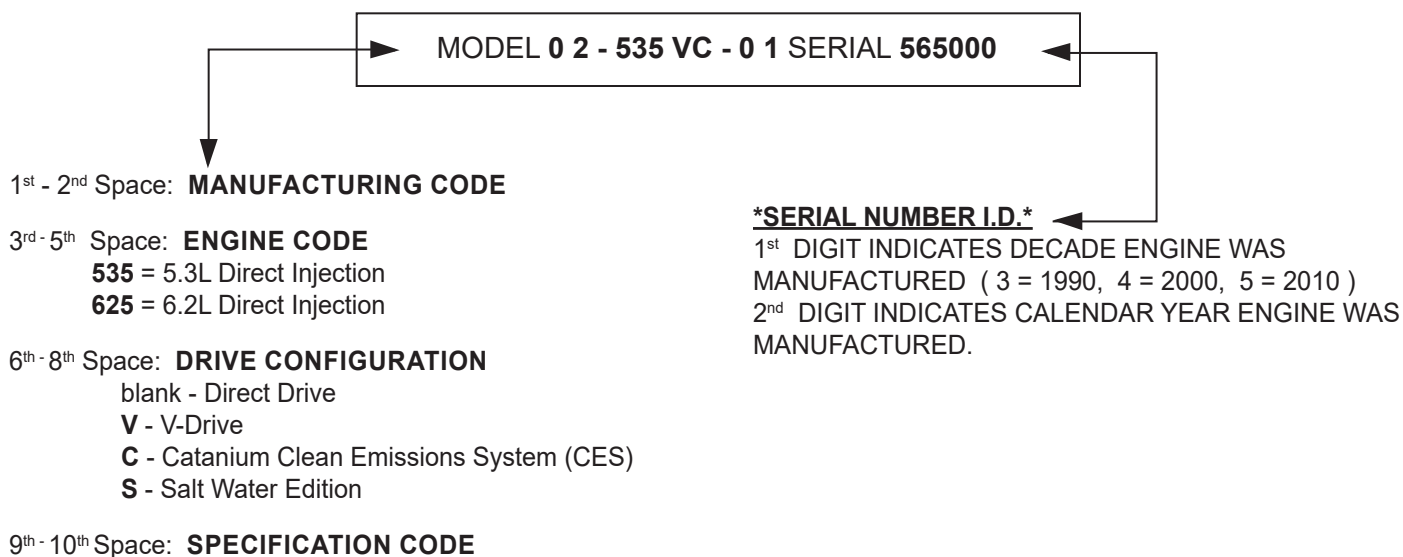 MODEL 0 2 - 535 VC - 0 1 SERIAL 565000
1st - 2nd Space: MANUFACTURING CODE
3rd - 5th Space: ENGINE CODE
535 = 5.3L Direct Injection
625 = 6.2L Direct Injection
6th - 8th Space: DRIVE CONFIGURATION
blank - Direct Drive
V - V-Drive
C - Catanium Clean Emissions System (CES)
S - Salt Water Edition
9th - 10th Space: SPECIFICATION CODE
*SERIAL NUMBER I.D.*
1st DIGIT INDICATES DECADE ENGINE WAS
MANUFACTURED ( 3 = 1990, 4 = 2000, 5 = 2010 )
2nd DIGIT INDICATES CALENDAR YEAR ENGINE WAS
MANUFACTURED.